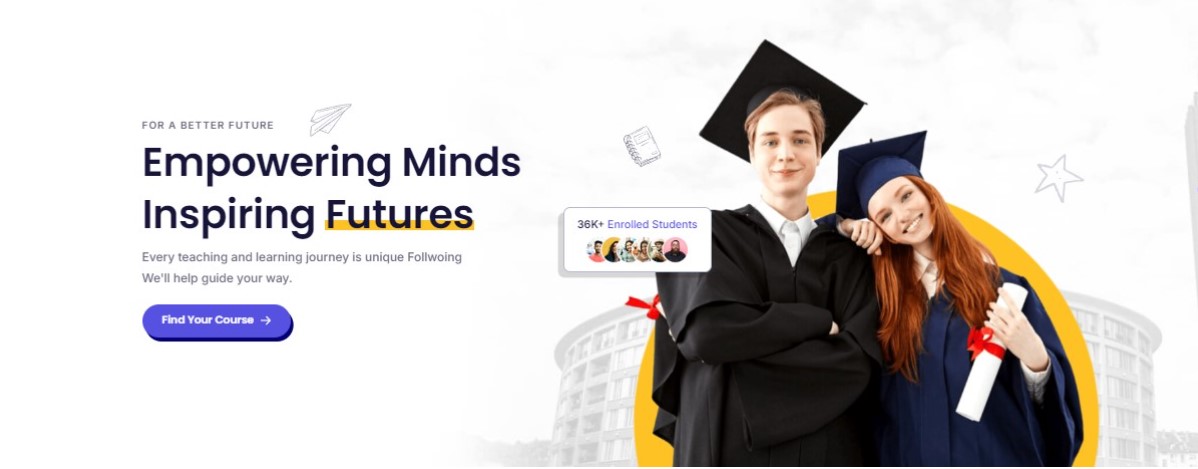 FOR A BETTER FUTURE
Empowering Minds
Inspiring Futures
Every teaching and learning journey is unique Follwoing
We'll help guide your way.
Find Your Course
36K+ Enrolled Students